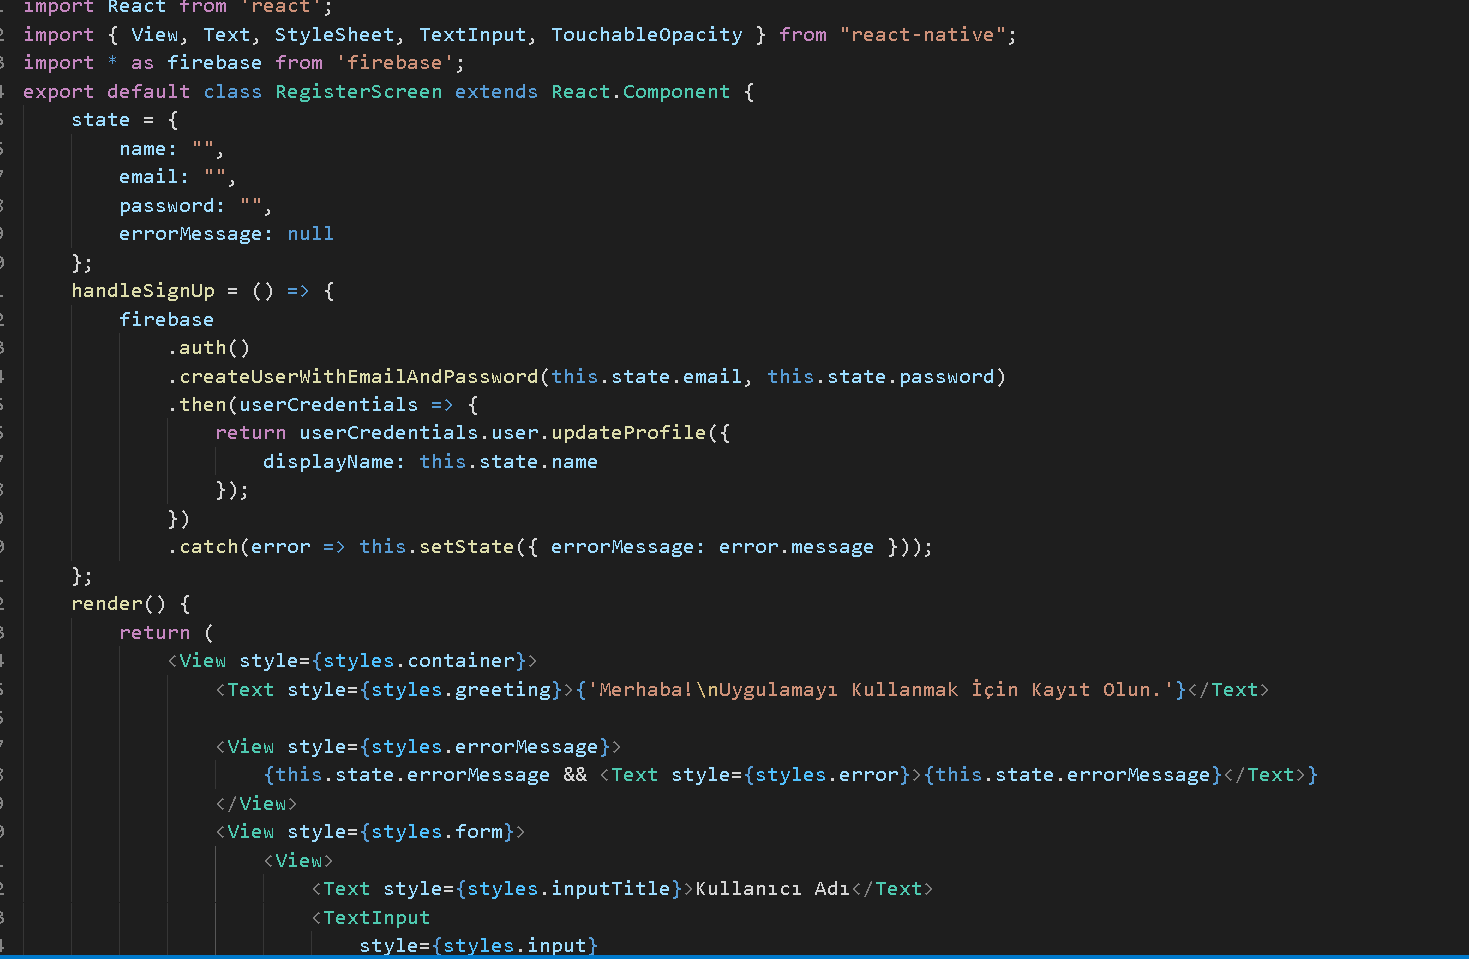 import React from 'react';
import { View, Text, StyleSheet, TextInput, TouchableOpacity } from "react-native";
import * as firebase from 'firebase';
export default class RegisterScreen extends React.Component {
state = {
name: "",
email: "",
password: "",
errorMessage: null
};
handleSignUp = () => {
firebase
.auth()
.createUserWithEmailAndPassword(this.state.email, this.state.password)
.then(userCredentials => {
return userCredentials.user.updateProfile({
displayName: this.state.name
});
})
.catch(error => this.setState({ errorMessage: error.message }));
};
render() {
return (
<View style={styles.container}>
<Text style={styles.greeting}>{'Merhaba!\nUygulamayı Kullanmak İçin Kayıt Olun.'}</Text>
<View style={styles.errorMessage}>
{this.state.errorMessage && <Text style={styles.error}>{this.state.errorMessage}</Text>}
</View>
<View style={styles.form}>
<View>
<Text style={styles.inputTitle}>Kullanıcı Adı</Text>
<TextInput
style={styles.input}